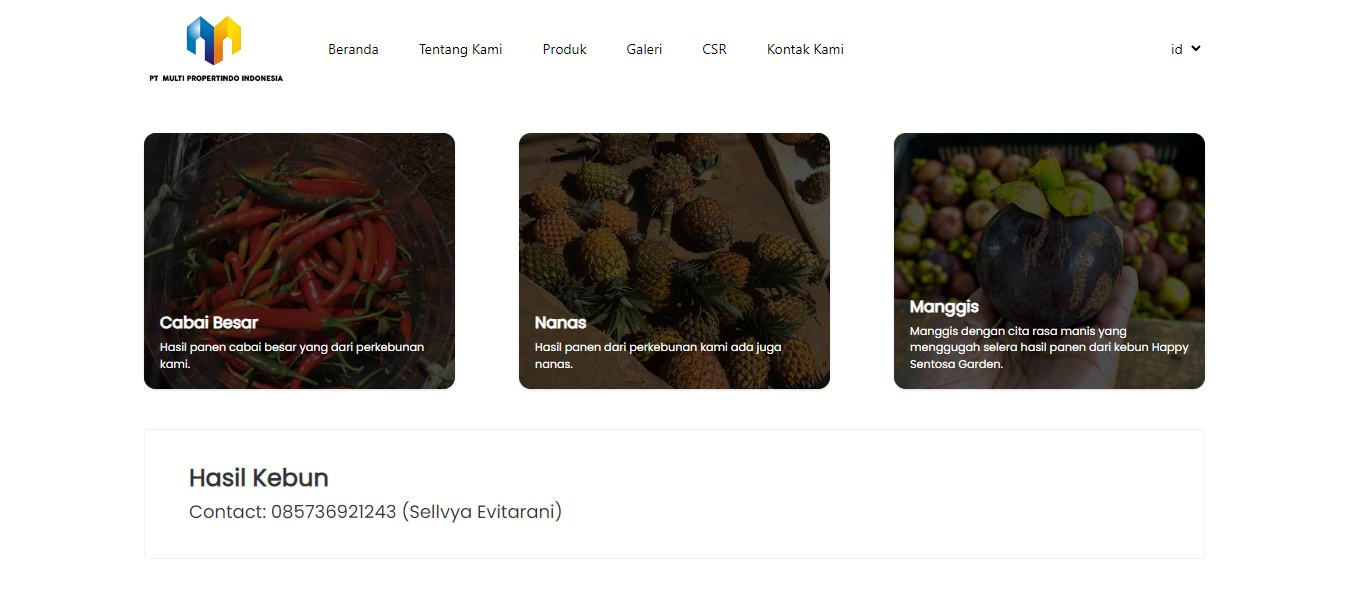 PT MULTI PROPERTINDO INDONESIA
Beranda
Tentang Kami
Produk
Galeri
CSR
Kontak Kami
id
Cabai Besar
Hasil panen cabai besar yang dari perkebunan
kami.
Nanas
Hasil panen dari perkebunan kami ada juga
nanas.
Manggis
Manggis dengan cita rasa manis yang
menggugah selera hasil panen dari kebun Happy
Sentosa Garden.
Hasil Kebun
Contact: 085736921243 (Sellvya Evitarani)